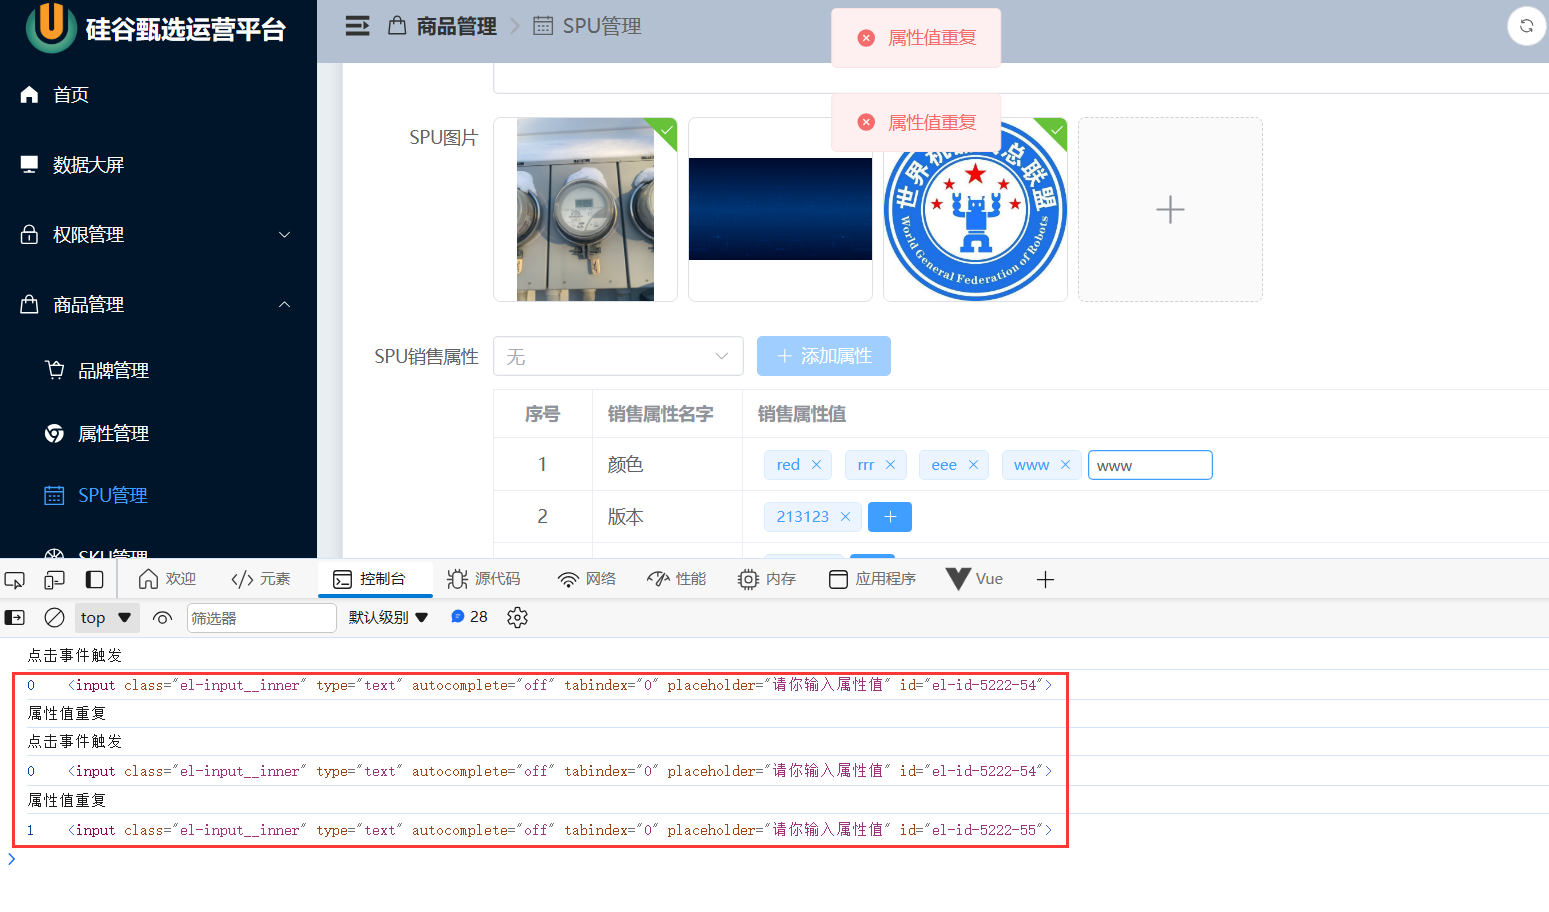 硅谷甄选运营平台
首页
数据大屏
权限管理
商品管理
品牌管理
属性管理
SPU管理
SKU管理
商品管理 SPU管理
属性值重复
属性值重复
SPU图片
世界机器人总联盟
World General Federation of Robots
SPU销售属性 无 添加属性
序号 销售属性名字 销售属性值
1 颜色 red rrr eee www www
2 版本 213123
欢迎 元素 控制台 源代码 网络 性能 内存 应用程序 Vue
top 筛选器 默认级别 28
点击事件触发
0 <input class="el-input__inner" type="text" autocomplete="off" tabindex="0" placeholder="请你输入属性值" id="el-id-5222-54">
属性值重复
点击事件触发
0 <input class="el-input__inner" type="text" autocomplete="off" tabindex="0" placeholder="请你输入属性值" id="el-id-5222-54">
属性值重复
1 <input class="el-input__inner" type="text" autocomplete="off" tabindex="0" placeholder="请你输入属性值" id="el-id-5222-55">